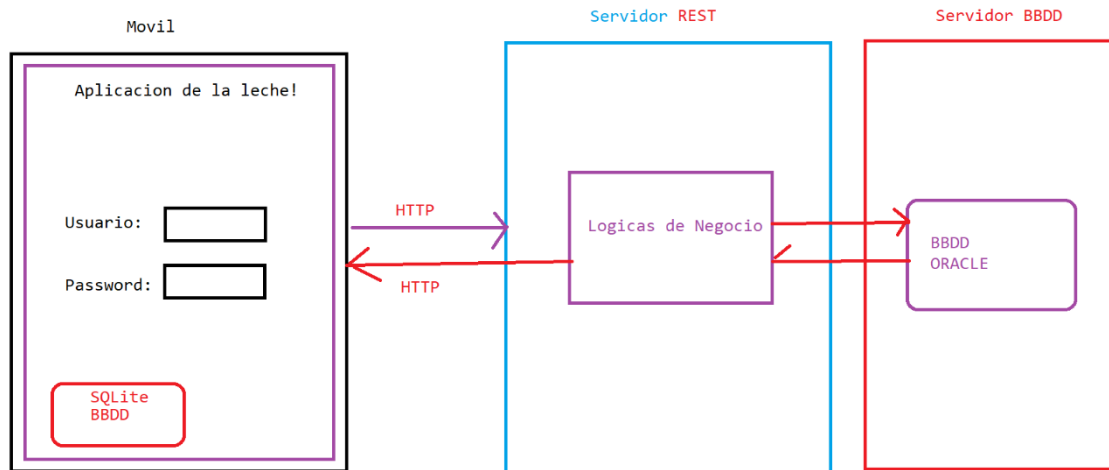 Movil
Servidor REST
Servidor BBDD
Aplicacion de la leche!
Usuario:
Password:
SQLite
BBDD
HTTP
HTTP
Logicas de Negocio
BBDD
ORACLE